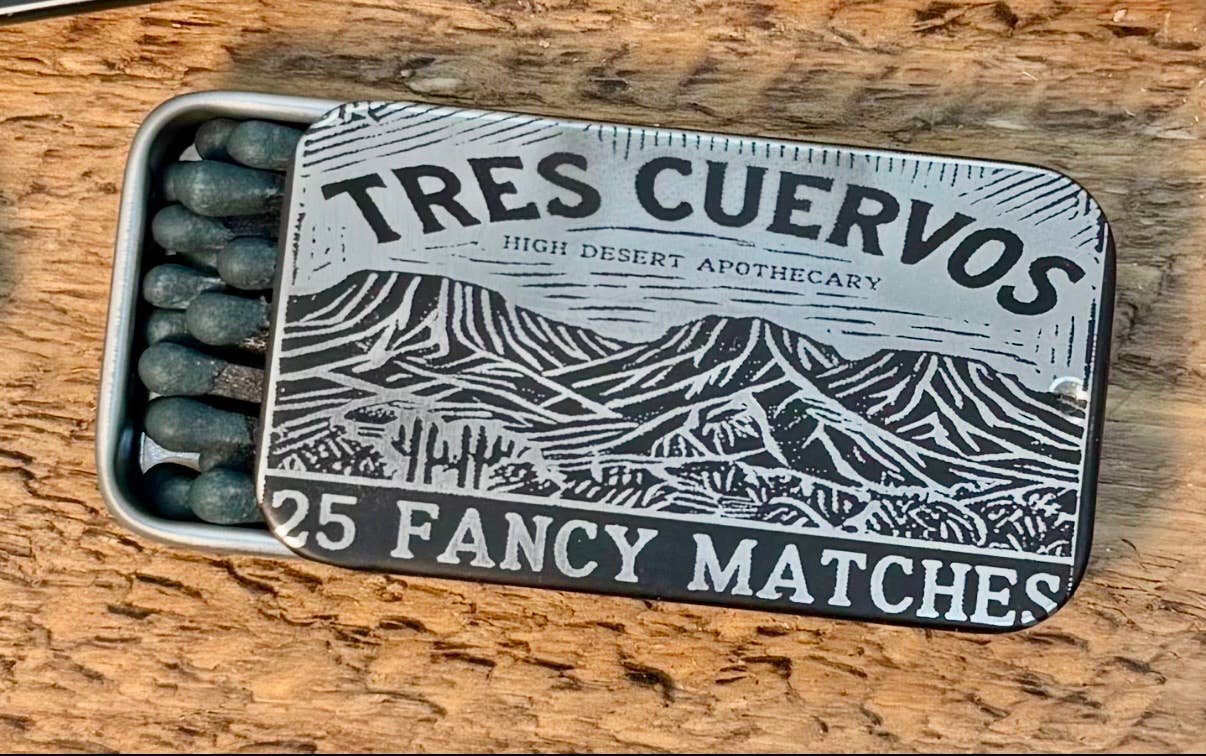 TRES CUERVOS
HIGH DESERT APOTHECARY
25 FANCY MATCHES